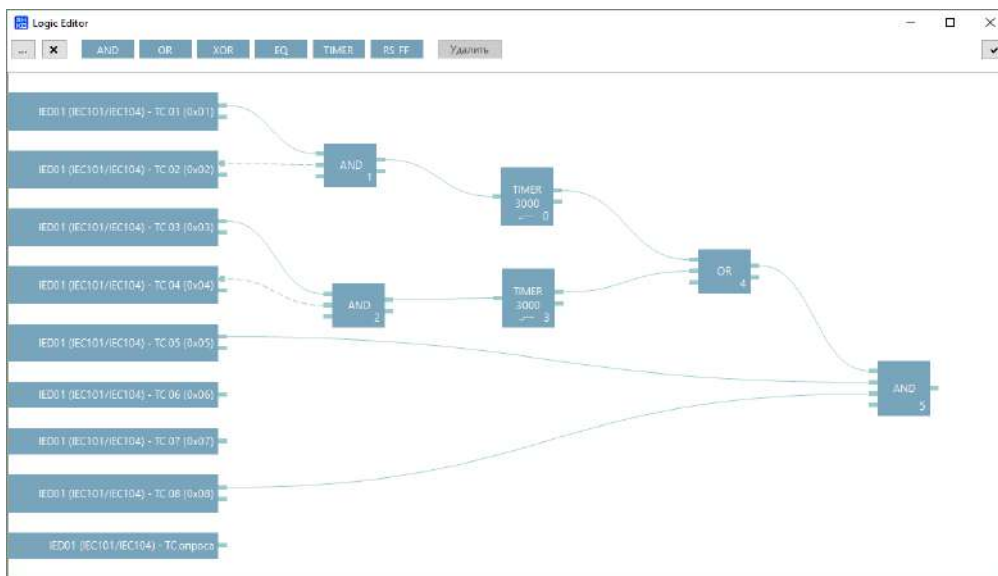 Logic Editor
... × AND OR XOR EQ TIMER RS FF Удалить
IED01 (IEC101/IEC104) - TC 01 (0x01)
IED01 (IEC101/IEC104) - TC 02 (0x02)
IED01 (IEC101/IEC104) - TC 03 (0x03)
IED01 (IEC101/IEC104) - TC 04 (0x04)
IED01 (IEC101/IEC104) - TC 05 (0x05)
IED01 (IEC101/IEC104) - TC 06 (0x06)
IED01 (IEC101/IEC104) - TC 07 (0x07)
IED01 (IEC101/IEC104) - TC 08 (0x08)
IED01 (IEC101/IEC104) - ТС опроса
AND
1
TIMER
3000
0
AND
2
TIMER
3000
3
OR
4
AND
5